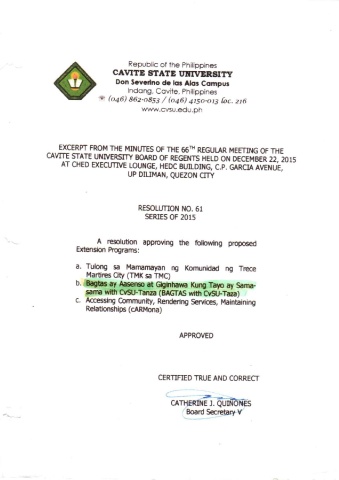 Republic of the Philippines
CAVITE STATE UNIVERSITY
Don Severino de las Alas Campus
Indang, Cavite, Philippines
☎ (046) 862-0853 / (046) 4150-013 loc. 216
www.cvsu.edu.ph
EXCERPT FROM THE MINUTES OF THE 66TH REGULAR MEETING OF THE
CAVITE STATE UNIVERSITY BOARD OF REGENTS HELD ON DECEMBER 22, 2015
AT CHED EXECUTIVE LOUNGE, HEDC BUILDING, C.P. GARCIA AVENUE,
UP DILIMAN, QUEZON CITY
RESOLUTION NO. 61
SERIES OF 2015
A resolution approving the following proposed
Extension Programs:
a. Tulong sa Mamamayan ng Komunidad ng Trece
Martires City (TMK sa TMC)
b. Bagtas ay Aasenso at Giginhawa Kung Tayo ay Sama-
sama with CvSU-Tanza (BAGTAS with CvSU-Taza)
c. Accessing Community, Rendering Services, Maintaining
Relationships (cARMona)
APPROVED
CERTIFIED TRUE AND CORRECT
CATHERINE J. QUINONES
Board Secretary V